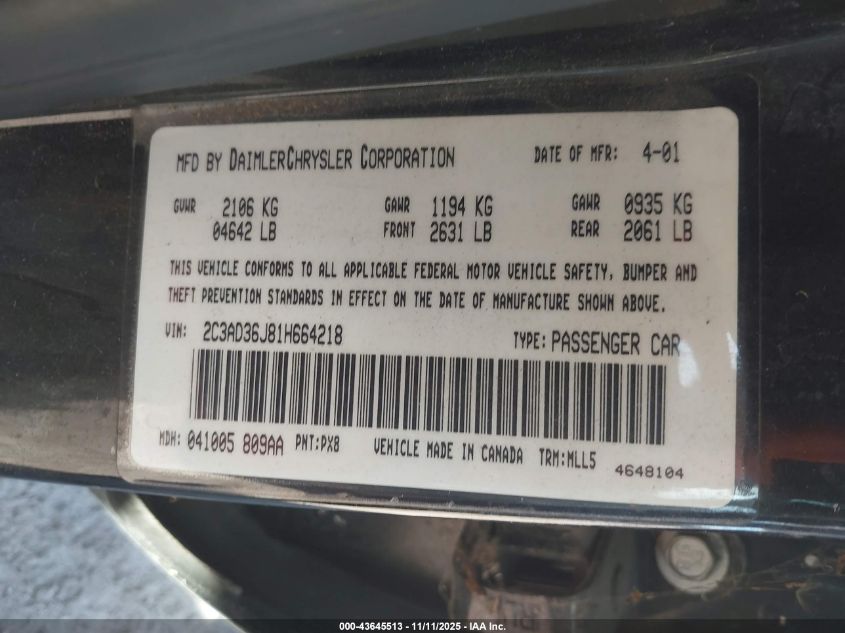 MFD BY DAIMLERCHRYSLER CORPORATION DATE OF MFR: 4-01
GVWR 2106 KG GAWR 1194 KG GAWR 0935 KG
04642 LB FRONT 2631 LB REAR 2061 LB
THIS VEHICLE CONFORMS TO ALL APPLICABLE FEDERAL MOTOR VEHICLE SAFETY, BUMPER AND
THEFT PREVENTION STANDARDS IN EFFECT ON THE DATE OF MANUFACTURE SHOWN ABOVE.
VIN: 2C3AD36J81H664218 TYPE: PASSENGER CAR
MDH: 041005 809AA PNT:PX8 VEHICLE MADE IN CANADA TRM:MLL5 4648104
000-43645513 - 11/11/2025 - IAA Inc.